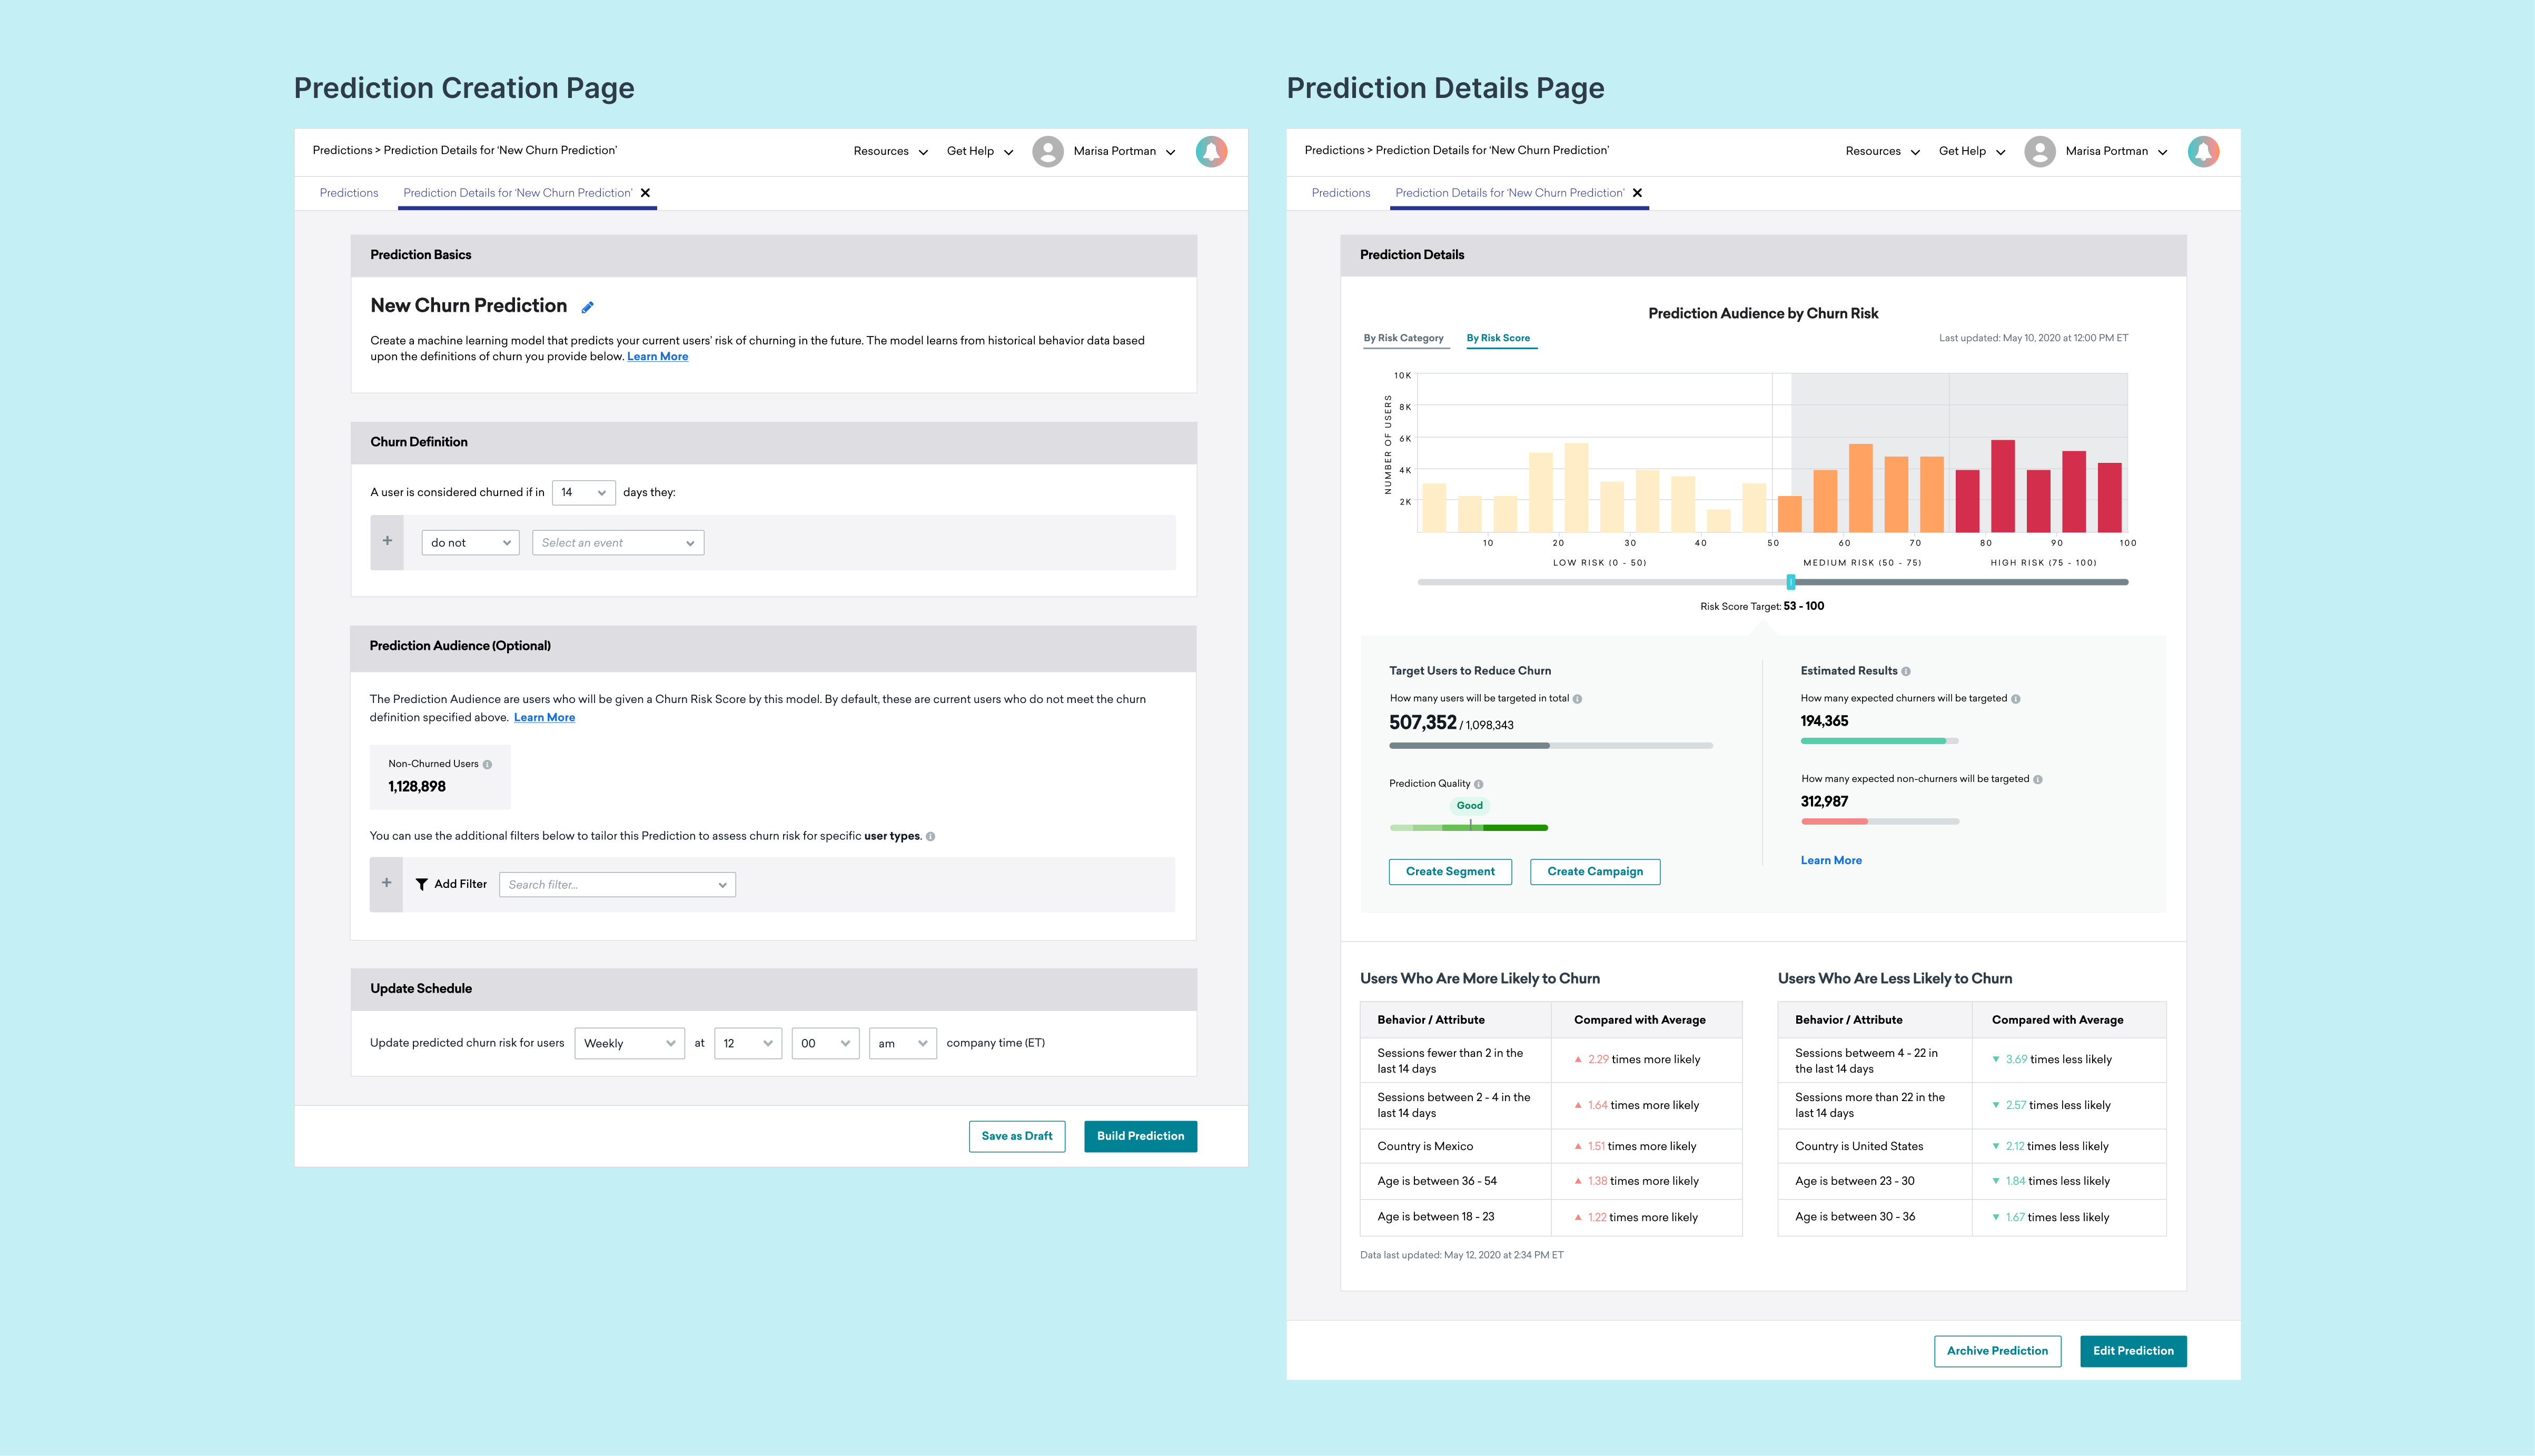 Prediction Creation Page
Predictions > Prediction Details for ‘New Churn Prediction’
Resources
Get Help
Marisa Portman
Predictions
Prediction Details for ‘New Churn Prediction’
Prediction Basics
New Churn Prediction
Create a machine learning model that predicts your current users’ risk of churning in the future. The model learns from historical behavior data based
upon the definitions of churn you provide below. Learn More
Churn Definition
A user is considered churned if in 14 days they:
+ do not Select an event
Prediction Audience (Optional)
The Prediction Audience are users who will be given a Churn Risk Score by this model. By default, these are current users who do not meet the churn
definition specified above. Learn More
Non-Churned Users
1,128,898
You can use the additional filters below to tailor this Prediction to assess churn risk for specific user types.
+ Add Filter Search filter...
Update Schedule
Update predicted churn risk for users Weekly at 12 00 am company time (ET)
Save as Draft
Build Prediction
Prediction Details Page
Predictions > Prediction Details for ‘New Churn Prediction’
Resources
Get Help
Marisa Portman
Predictions
Prediction Details for ‘New Churn Prediction’
Prediction Details
Prediction Audience by Churn Risk
By Risk Category
By Risk Score
Last updated: May 10, 2020 at 12:00 PM ET
NUMBER OF USERS
10K
8K
6K
4K
2K
10 20 30 40 50 60 70 80 90 100
LOW RISK (0 - 50)
MEDIUM RISK (50 - 75)
HIGH RISK (75 - 100)
Risk Score Target: 53 - 100
Target Users to Reduce Churn
How many users will be targeted in total
507,352 / 1,098,343
Prediction Quality
Good
Create Segment
Create Campaign
Estimated Results
How many expected churners will be targeted
194,365
How many expected non-churners will be targeted
312,987
Learn More
Users Who Are More Likely to Churn
Behavior / Attribute
Compared with Average
Sessions fewer than 2 in the
last 14 days
2.29 times more likely
Sessions between 2 - 4 in the
last 14 days
1.64 times more likely
Country is Mexico
1.51 times more likely
Age is between 36 - 54
1.38 times more likely
Age is between 18 - 23
1.22 times more likely
Data last updated: May 12, 2020 at 2:34 PM ET
Users Who Are Less Likely to Churn
Behavior / Attribute
Compared with Average
Sessions betweem 4 - 22 in
the last 14 days
3.69 times less likely
Sessions more than 22 in the
last 14 days
2.57 times less likely
Country is United States
2.12 times less likely
Age is between 23 - 30
1.84 times less likely
Age is between 30 - 36
1.67 times less likely
Archive Prediction
Edit Prediction